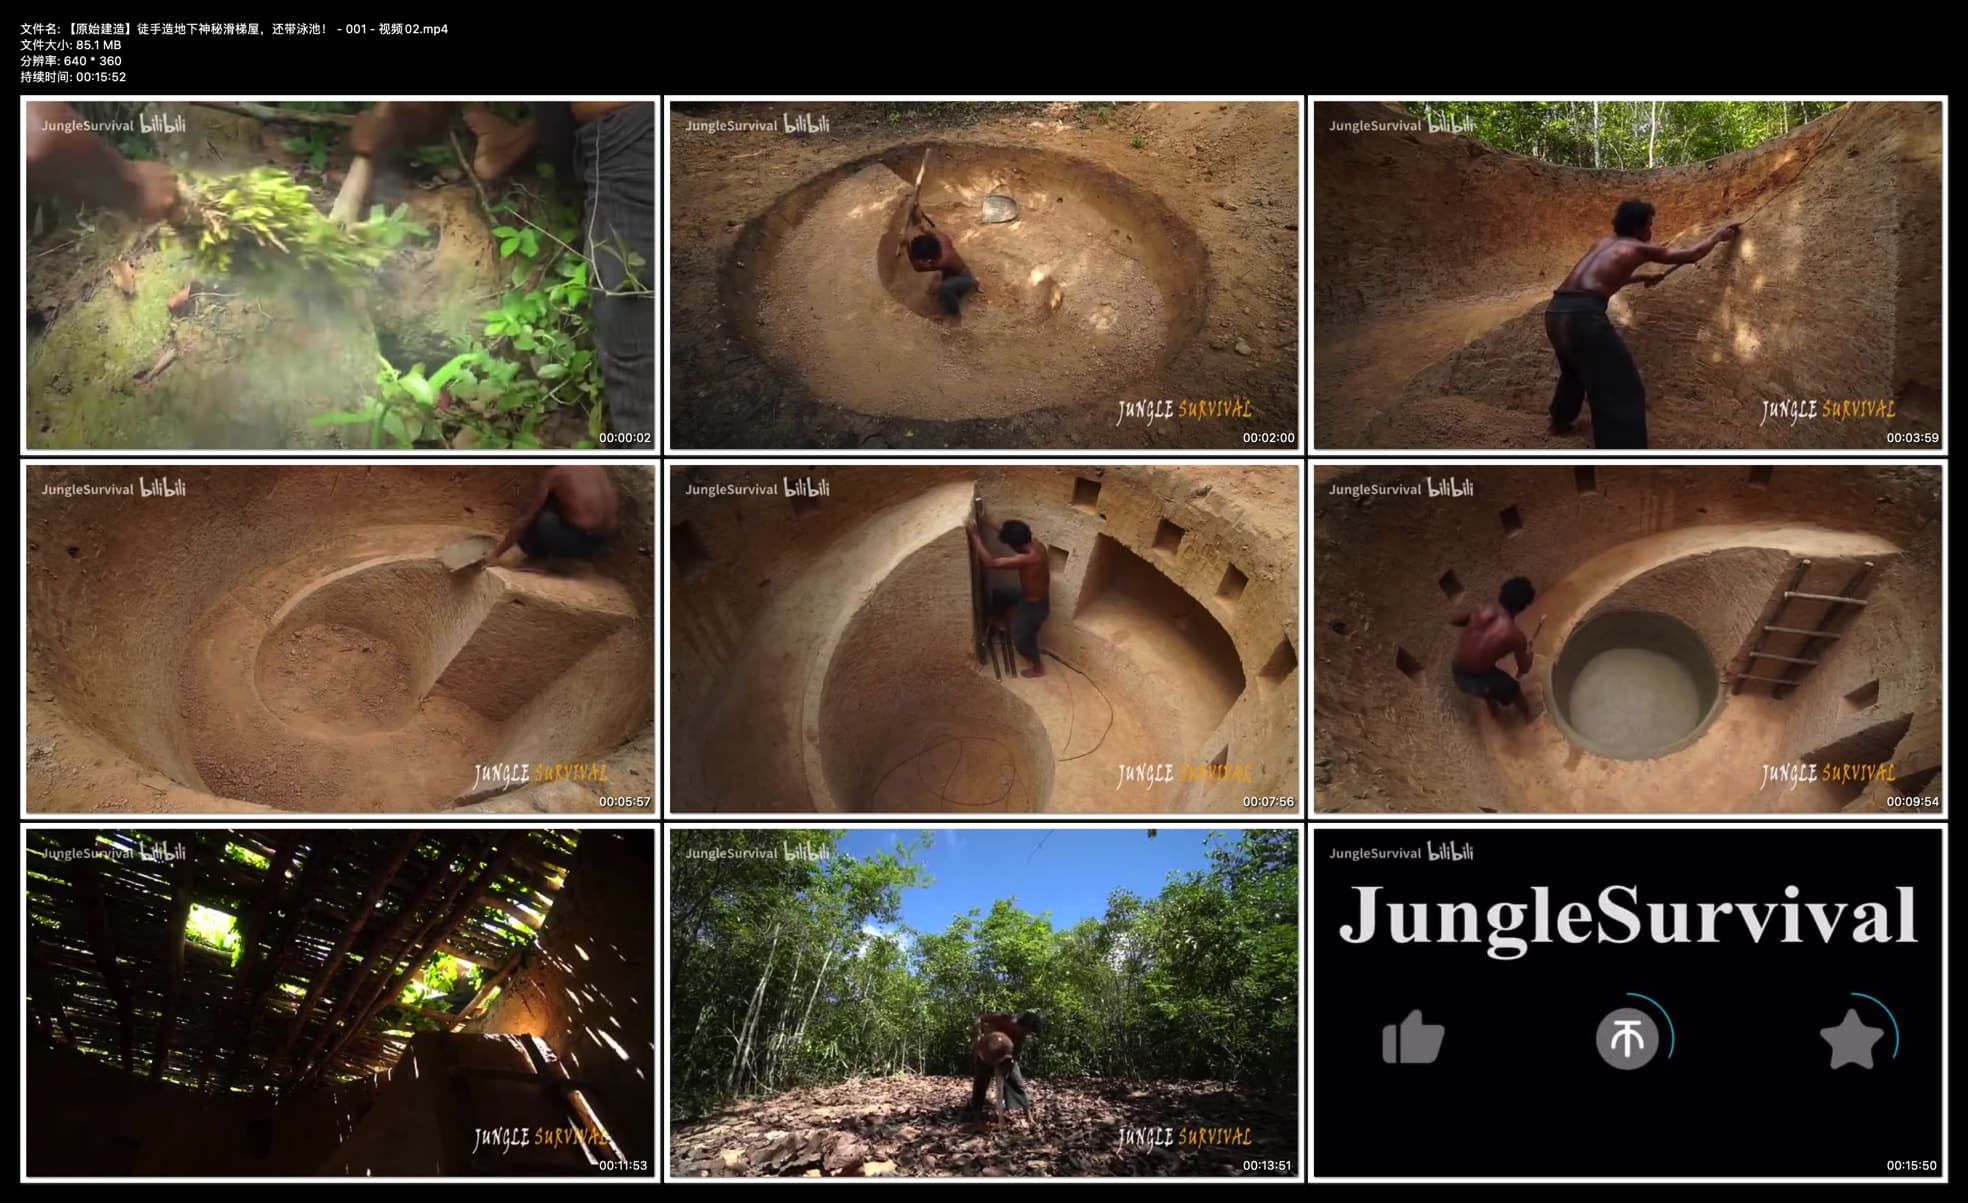 文件名: 【原始建造】徒手造地下神秘滑梯屋，还带泳池！ - 001 - 视频02.mp4
文件大小: 85.1 MB
分辨率: 640 * 360
持续时间: 00:15:52
JungleSurvival bilibili
00:00:02
JungleSurvival bilibili
JUNGLE SURVIVAL
00:02:00
JungleSurvival bilibili
JUNGLE SURVIVAL
00:03:59
JungleSurvival bilibili
JUNGLE SURVIVAL
00:05:57
JungleSurvival bilibili
JUNGLE SURVIVAL
00:07:56
JungleSurvival bilibili
JUNGLE SURVIVAL
00:09:54
JungleSurvival bilibili
JUNGLE SURVIVAL
00:11:53
JungleSurvival bilibili
JUNGLE SURVIVAL
00:13:51
JungleSurvival bilibili
JungleSurvival
00:15:50